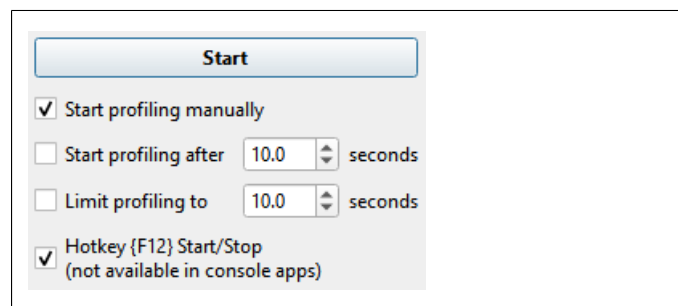 Start
Start profiling manually
Start profiling after 10.0 seconds
Limit profiling to 10.0 seconds
Hotkey {F12} Start/Stop
(not available in console apps)